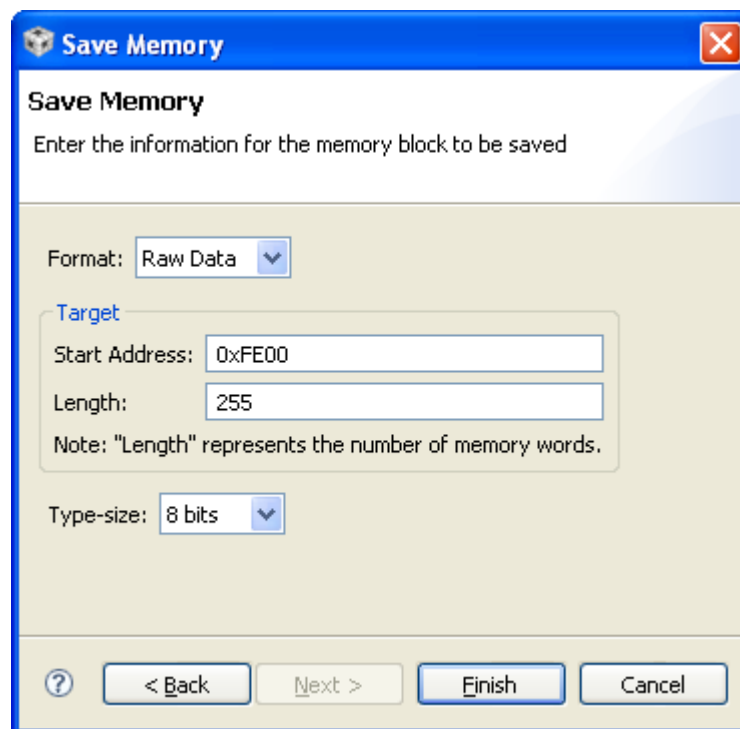 Save Memory
Save Memory
Enter the information for the memory block to be saved
Format: Raw Data
Target
Start Address: 0xFE00
Length: 255
Note: "Length" represents the number of memory words.
Type-size: 8 bits
? < Back Next > Finish Cancel